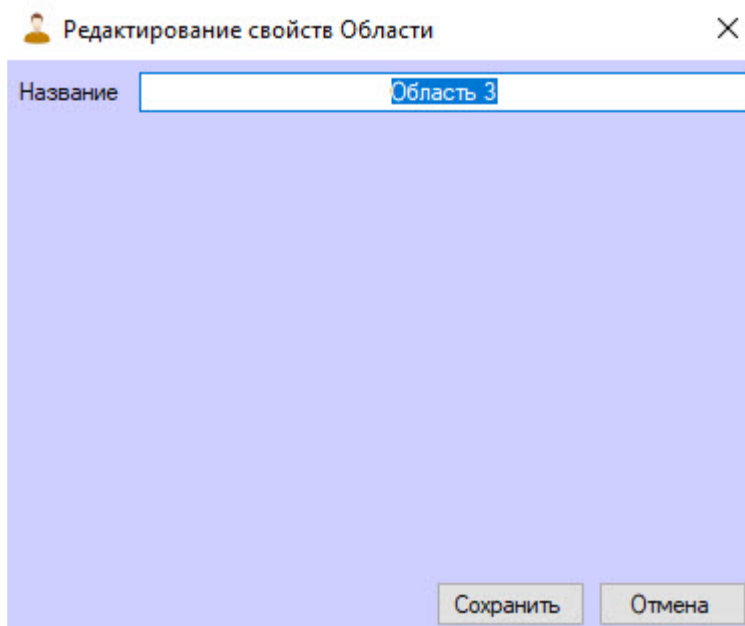 Редактирование свойств Области
Название Область 3
Сохранить Отмена